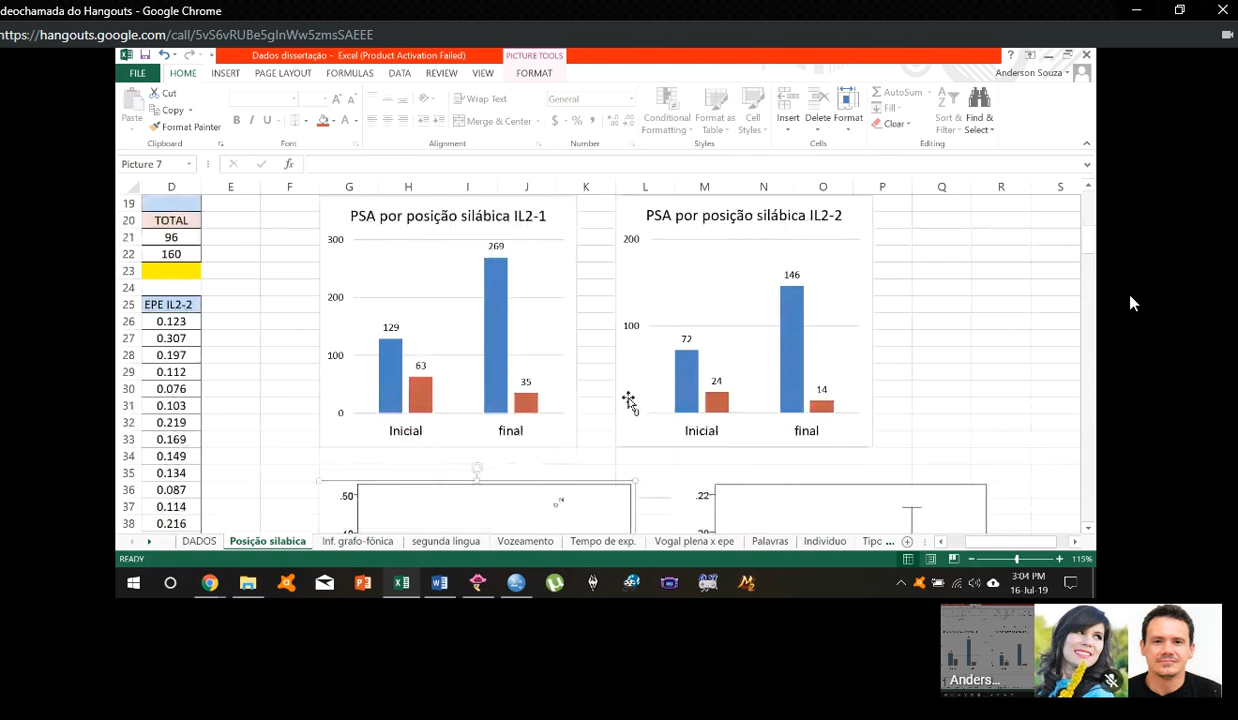 deochamada do Hangouts - Google Chrome
https://hangouts.google.com/call/5vS6vRUBe5gInWw5zmsSAEEE
Dados dissertação - Excel (Product Activation Failed)
PICTURE TOOLS
FILE HOME INSERT PAGE LAYOUT FORMULAS DATA REVIEW VIEW FORMAT
Anderson Souza
Paste
Cut
Copy
Format Painter
Clipboard
B I U
Font
Wrap Text
Merge & Center
Alignment
General
$ % ,
Number
Conditional Formatting
Format as Table
Cell Styles
Styles
Insert Delete Format
Cells
AutoSum
Fill
Clear
Sort & Filter
Find & Select
Editing
Picture 7
fx
D E F G H I J K L M N O P Q R S
19
20 TOTAL
21 96
22 160
23
24
25 EPE IL2-2
26 0.123
27 0.307
28 0.197
29 0.112
30 0.076
31 0.103
32 0.219
33 0.169
34 0.149
35 0.134
36 0.087
37 0.114
38 0.216
PSA por posição silábica IL2-1
300
200
100
0
129
63
269
35
Inicial
final
PSA por posição silábica IL2-2
200
100
0
72
24
146
14
Inicial
final
.50
74
.22
DADOS Posição silabica Inf. grafo-fônica segunda lingua Vozeamento Tempo de exp. Vogal plena x epe Palavras Individuo Tipc ...
READY
115%
3:04 PM
16-Jul-19
Anders...